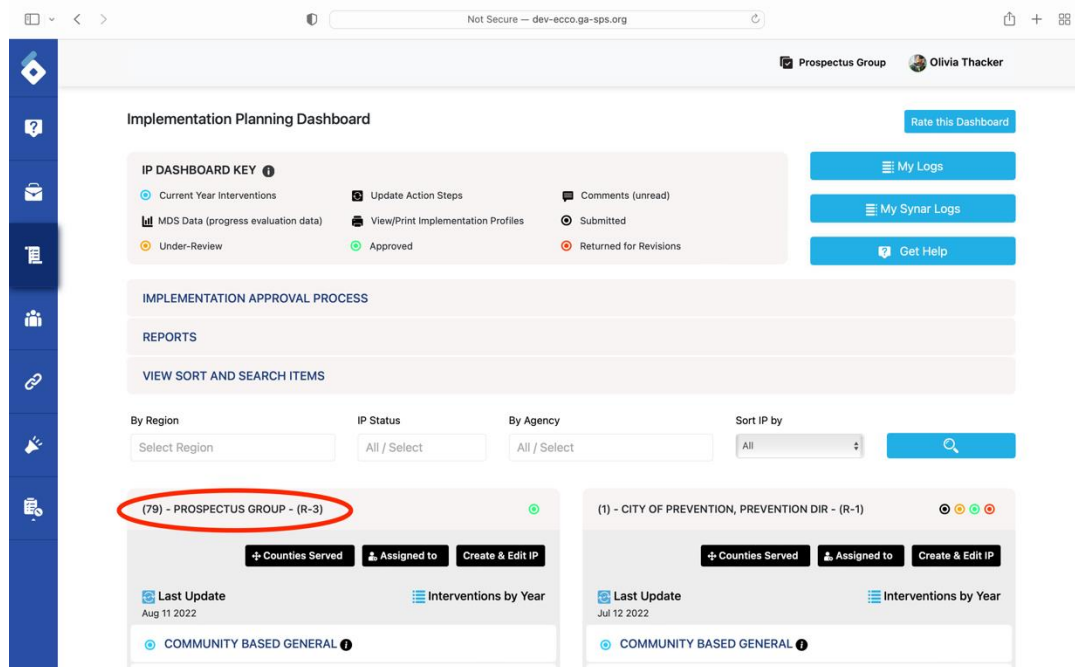 Not Secure — dev-ecco.ga-sps.org
Prospectus Group Olivia Thacker
Implementation Planning Dashboard
Rate this Dashboard
IP DASHBOARD KEY
Current Year Interventions Update Action Steps Comments (unread)
MDS Data (progress evaluation data) View/Print Implementation Profiles Submitted
Under-Review Approved Returned for Revisions
My Logs
My Synar Logs
Get Help
IMPLEMENTATION APPROVAL PROCESS
REPORTS
VIEW SORT AND SEARCH ITEMS
By Region IP Status By Agency Sort IP by
Select Region All / Select All / Select All
(79) - PROSPECTUS GROUP - (R-3)
Counties Served Assigned to Create & Edit IP
Last Update Interventions by Year
Aug 11 2022
COMMUNITY BASED GENERAL
(1) - CITY OF PREVENTION, PREVENTION DIR - (R-1)
Counties Served Assigned to Create & Edit IP
Last Update Interventions by Year
Jul 12 2022
COMMUNITY BASED GENERAL